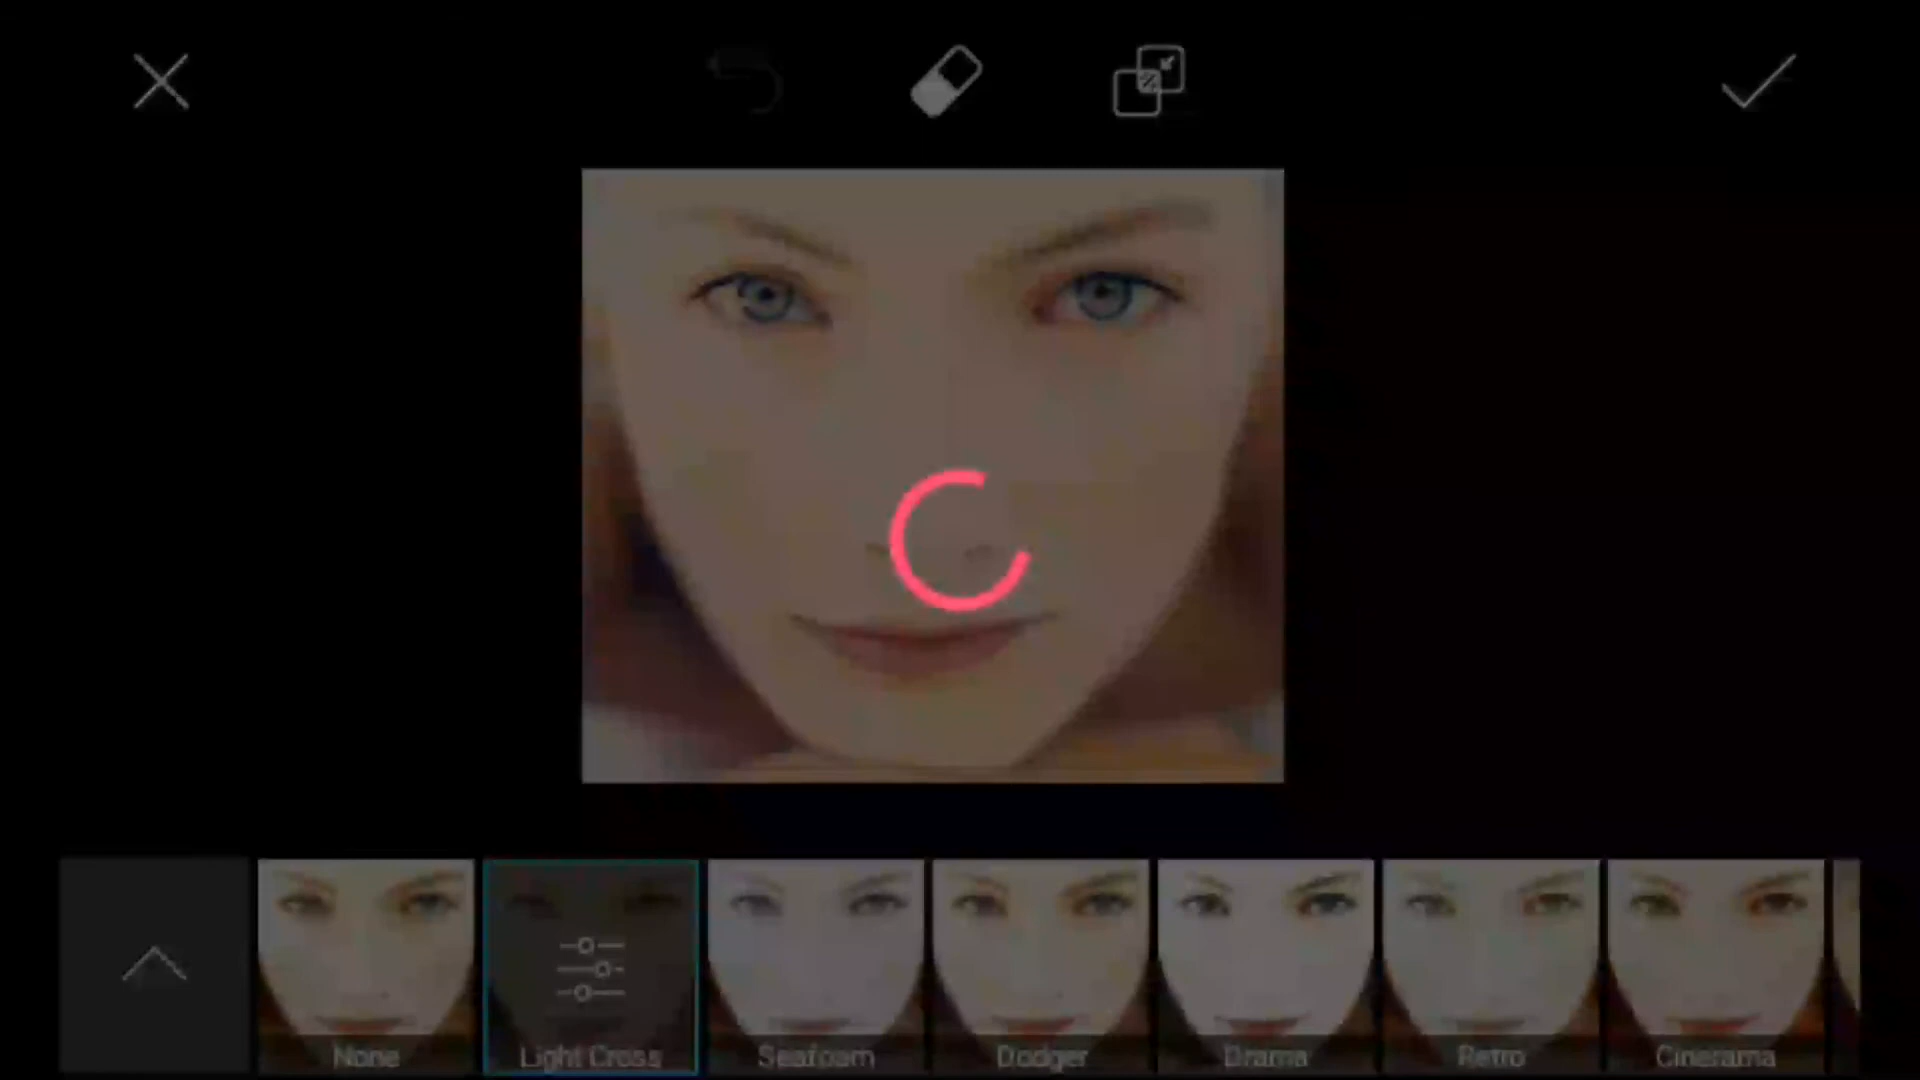 None
Light Cross
Seafoam
Dodger
Drama
Retro
Cinerama